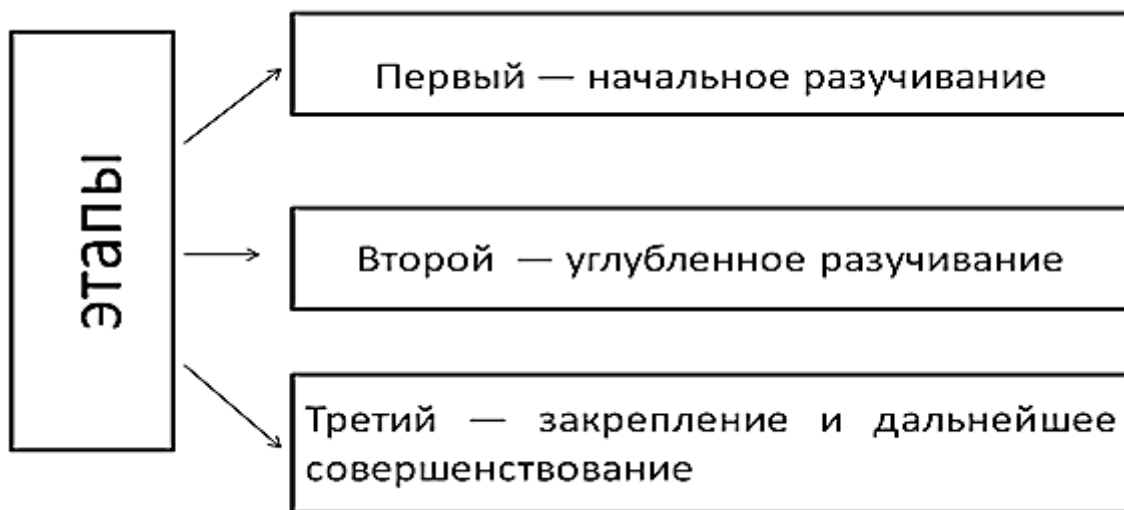 этапы
Первый — начальное разучивание
Второй — углубленное разучивание
Третий — закрепление и дальнейшее
совершенствование